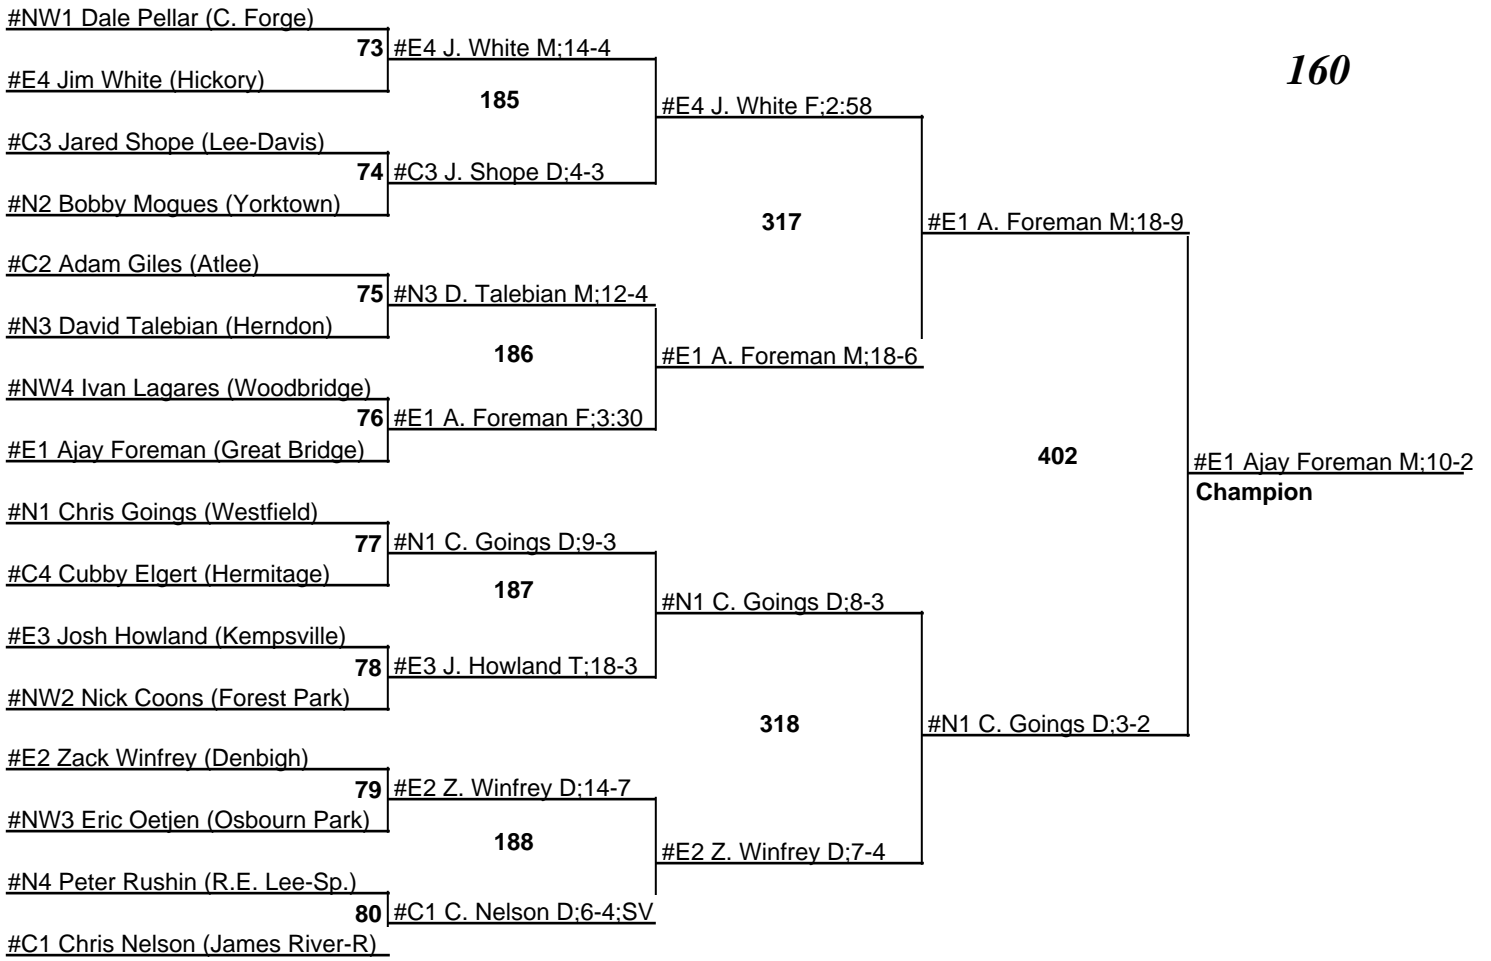 #NW1 Dale Pellar (C. Forge)
73 #E4 J. White M;14-4
160
#E4 Jim White (Hickory)
185
#E4 J. White F;2:58
#C3 Jared Shope (Lee-Davis)
74 #C3 J. Shope D;4-3
#N2 Bobby Mogues (Yorktown)
317
#E1 A. Foreman M;18-9
#C2 Adam Giles (Atlee)
75 #N3 D. Talebian M;12-4
#N3 David Talebian (Herndon)
186
#E1 A. Foreman M;18-6
#NW4 Ivan Lagares (Woodbridge)
76 #E1 A. Foreman F;3:30
#E1 Ajay Foreman (Great Bridge)
402
#E1 Ajay Foreman M;10-2
Champion
#N1 Chris Goings (Westfield)
77 #N1 C. Goings D;9-3
#C4 Cubby Elgert (Hermitage)
187
#N1 C. Goings D;8-3
#E3 Josh Howland (Kempsville)
78 #E3 J. Howland T;18-3
#NW2 Nick Coons (Forest Park)
318
#N1 C. Goings D;3-2
#E2 Zack Winfrey (Denbigh)
79 #E2 Z. Winfrey D;14-7
#NW3 Eric Oetjen (Osbourn Park)
188
#E2 Z. Winfrey D;7-4
#N4 Peter Rushin (R.E. Lee-Sp.)
80 #C1 C. Nelson D;6-4;SV
#C1 Chris Nelson (James River-R)